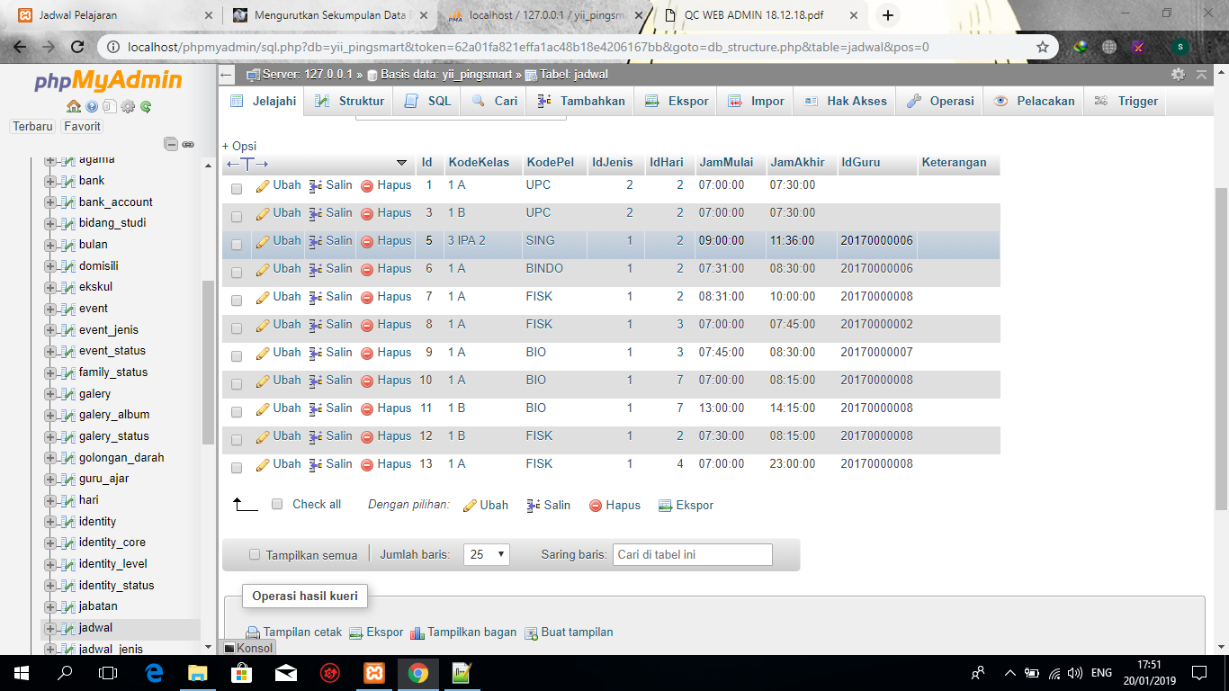 Jadwal Pelajaran
Mengurutkan Sekumpulan Data
localhost / 127.0.0.1 / yii_pingsm
QC WEB ADMIN 18.12.18.pdf
localhost/phpmyadmin/sql.php?db=yii_pingsmart&token=62a01fa821effa1ac48b18e4206167bb&goto=db_structure.php&table=jadwal&pos=0
S
phpMyAdmin
Terbaru Favorit
agama
bank
bank_account
bidang_studi
bulan
domisili
ekskul
event
event_jenis
event_status
family_status
galery
galery_album
galery_status
golongan_darah
guru_ajar
hari
identity
identity_core
identity_level
identity_status
jabatan
jadwal
jadwal_jenis
Server: 127.0.0.1 » Basis data: yii_pingsmart » Tabel: jadwal
Jelajahi Struktur SQL Cari Tambahkan Ekspor Impor Hak Akses Operasi Pelacakan Trigger
+ Opsi
←T→ Id KodeKelas KodePel IdJenis IdHari JamMulai JamAkhir IdGuru Keterangan
Ubah Salin Hapus 1 1 A UPC 2 2 07:00:00 07:30:00
Ubah Salin Hapus 3 1 B UPC 2 2 07:00:00 07:30:00
Ubah Salin Hapus 5 3 IPA 2 SING 1 2 09:00:00 11:36:00 20170000006
Ubah Salin Hapus 6 1 A BINDO 1 2 07:31:00 08:30:00 20170000006
Ubah Salin Hapus 7 1 A FISK 1 2 08:31:00 10:00:00 20170000008
Ubah Salin Hapus 8 1 A FISK 1 3 07:00:00 07:45:00 20170000002
Ubah Salin Hapus 9 1 A BIO 1 3 07:45:00 08:30:00 20170000007
Ubah Salin Hapus 10 1 A BIO 1 7 07:00:00 08:15:00 20170000008
Ubah Salin Hapus 11 1 B BIO 1 7 13:00:00 14:15:00 20170000008
Ubah Salin Hapus 12 1 B FISK 1 2 07:30:00 08:15:00 20170000008
Ubah Salin Hapus 13 1 A FISK 1 4 07:00:00 23:00:00 20170000008
Check all Dengan pilihan: Ubah Salin Hapus Ekspor
Tampilkan semua Jumlah baris: 25 Saring baris: Cari di tabel ini
Operasi hasil kueri
Tampilan cetak Ekspor Tampilkan bagan Buat tampilan
Konsol
ENG
17:51
20/01/2019